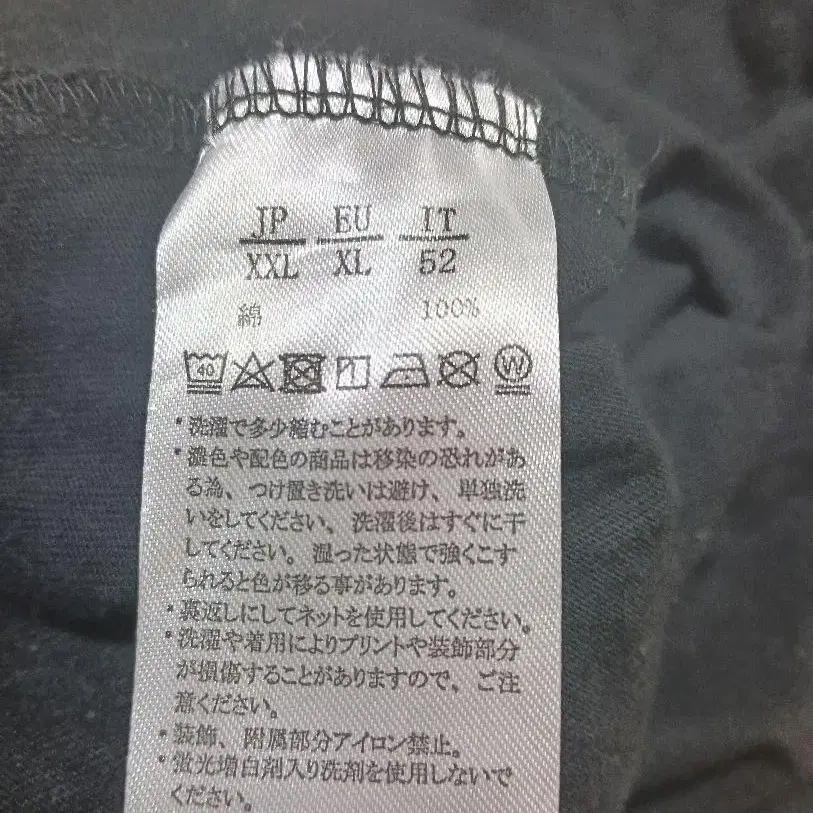 JP EU IT
XXL XL 52
綿 100%
40 W
・洗濯で多少縮むことがあります。
・濃色や配色の商品は移染の恐れがあ
る為、つけ置き洗いは避け、単独洗
いをしてください、洗濯後はすぐに干
してください。湿った状態で強くこす
られると色が移る事があります。
・裏返しにしてネットを使用してください。
・洗濯や着用によりプリントや装飾部分
が損傷することがありますので、ご注
意ください。
・装飾、附属部分アイロン禁止。
・蛍光増白剤入り洗剤を使用しないで
ください。